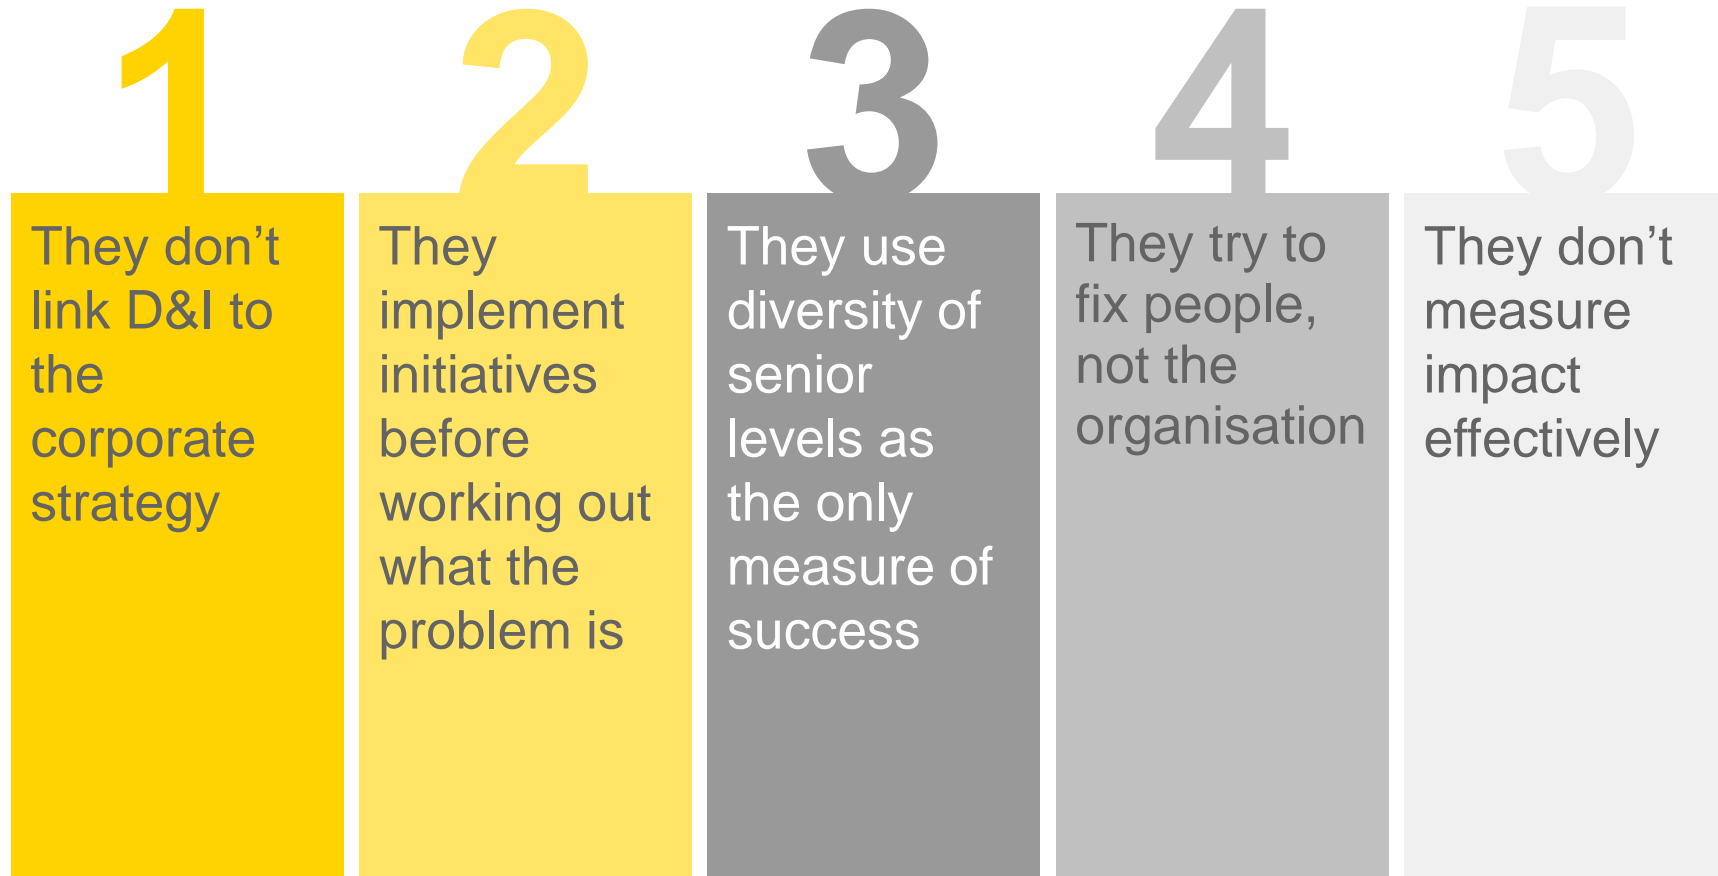 1
They don’t
link D&I to
the
corporate
strategy
2
They
implement
initiatives
before
working out
what the
problem is
3
They use
diversity of
senior
levels as
the only
measure of
success
4
They try to
fix people,
not the
organisation
5
They don’t
measure
impact
effectively